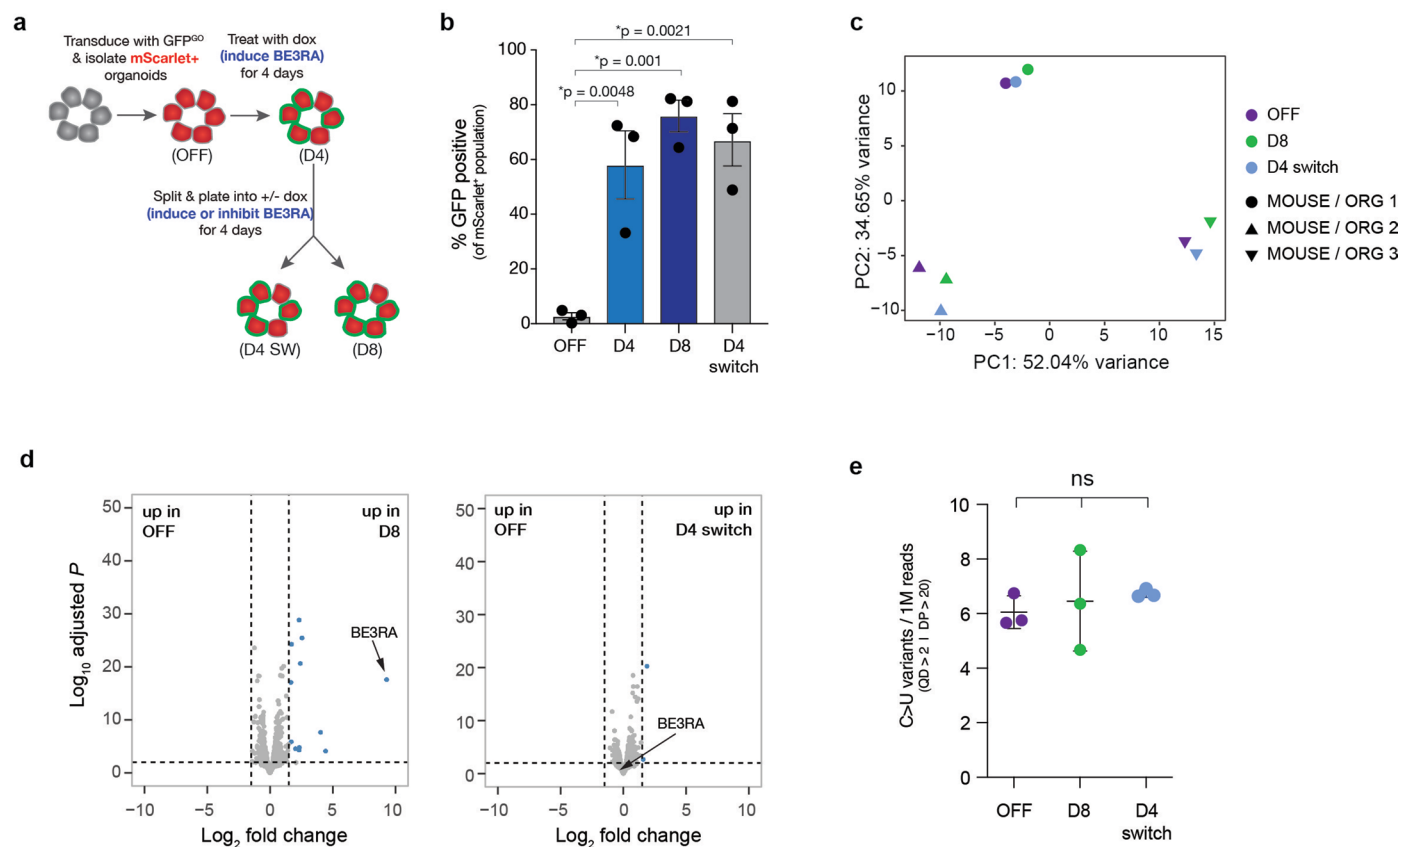 a
Transduce with GFPGO
& isolate mScarlet+
organoids
Treat with dox
(induce BE3RA)
for 4 days
(OFF)
(D4)
Split & plate into +/- dox
(induce or inhibit BE3RA)
for 4 days
(D4 SW)
(D8)
b
% GFP positive
(of mScarlet+ population)
100
80
60
40
20
0
*p = 0.0021
*p = 0.001
*p = 0.0048
OFF
D4
D8
D4
switch
c
PC2: 34.65% variance
10
5
0
−5
−10
−10
−5
0
5
10
15
PC1: 52.04% variance
OFF
D8
D4 switch
MOUSE / ORG 1
MOUSE / ORG 2
MOUSE / ORG 3
d
Log10 adjusted P
50
40
30
20
10
0
up in
OFF
up in
D8
BE3RA
−10
−5
0
5
10
Log2 fold change
50
40
30
20
10
0
up in
OFF
up in
D4 switch
BE3RA
−10
−5
0
5
10
Log2 fold change
e
C>U variants / 1M reads
(QD > 2 | DP > 20)
10
8
6
4
2
0
ns
OFF
D8
D4
switch